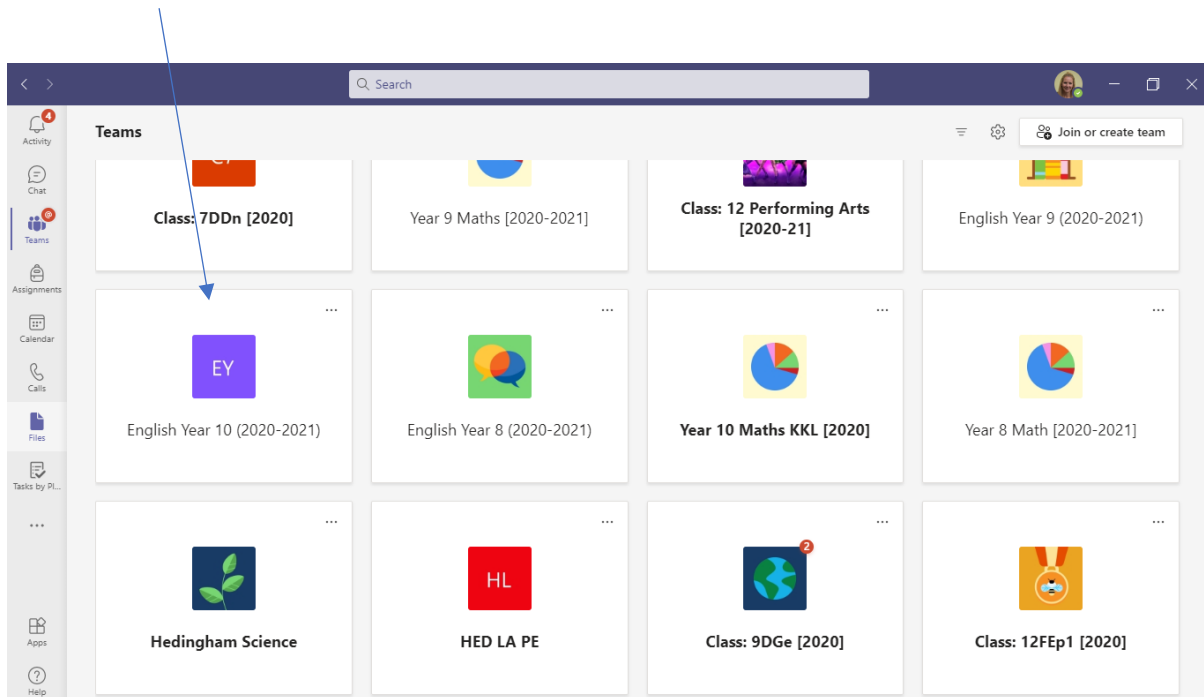 Search
4
Activity
Teams
Join or create team
Chat
Class: 7DDn [2020]
Year 9 Maths [2020-2021]
Class: 12 Performing Arts
[2020-21]
English Year 9 (2020-2021)
@
Teams
Assignments
Calendar
Calls
Files
Tasks by Pl...
...
EY
English Year 10 (2020-2021)
English Year 8 (2020-2021)
Year 10 Maths KKL [2020]
Year 8 Math [2020-2021]
Hedingham Science
HL
HED LA PE
2
Class: 9DGe [2020]
Class: 12FEp1 [2020]
Apps
Help